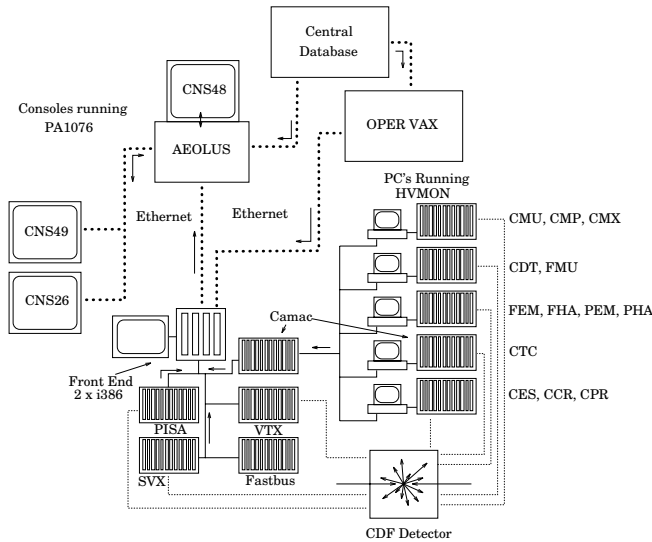 Central
Database
CNS48
Consoles running
PA1076
OPER VAX
AEOLUS
PC's Running
HVMON
Ethernet
Ethernet
CMU, CMP, CMX
CNS49
CDT, FMU
CNS26
FEM, FHA, PEM, PHA
Camac
CTC
Front End
2 x i386
CES, CCR, CPR
PISA
VTX
SVX
Fastbus
CDF Detector